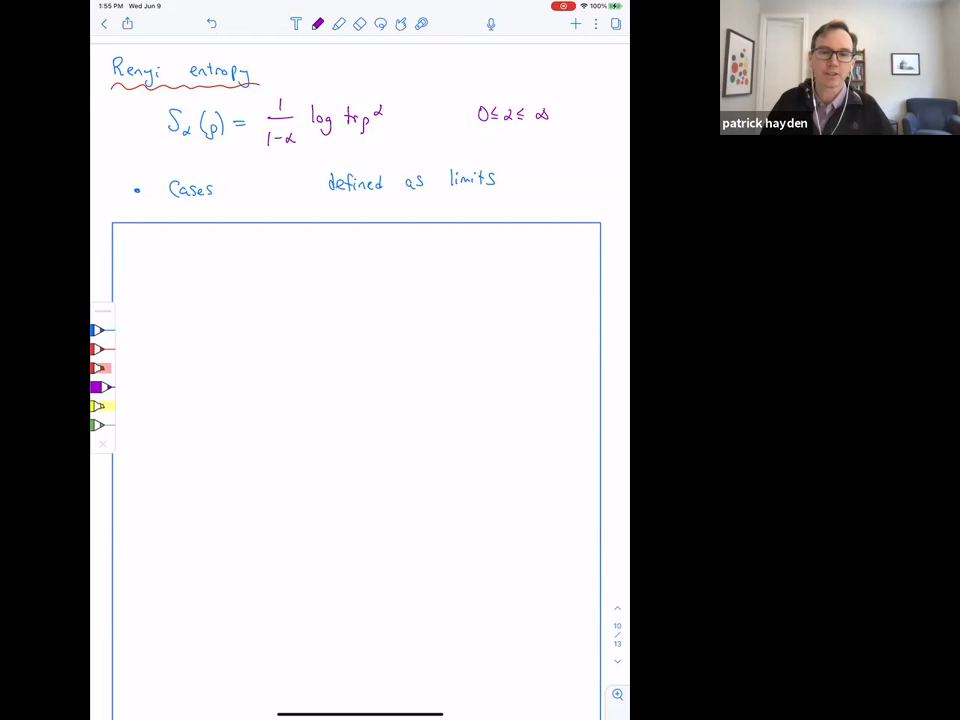 1:55 PM Wed Jun 9
100%
Renyi entropy
S_α(ρ) = 1/(1-α) log trρ^α 0 ≤ α ≤ ∞
• Cases defined as limits
10
/
13
patrick hayden